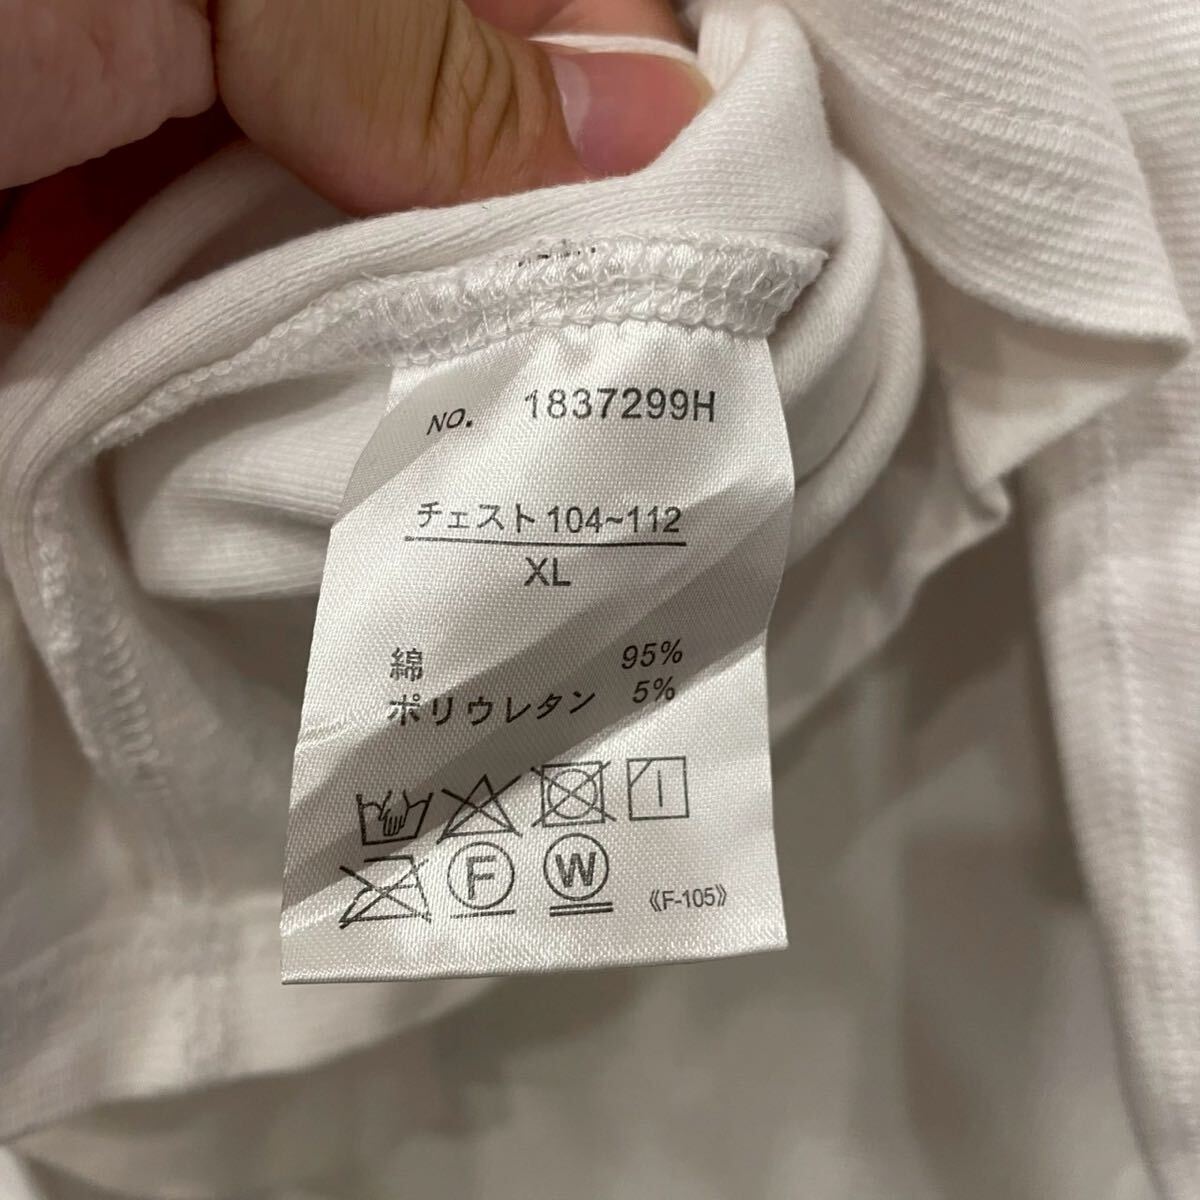 NO. 1837299H
チェスト104~112
XL
綿 95%
ポリウレタン 5%
F W 《F-105》